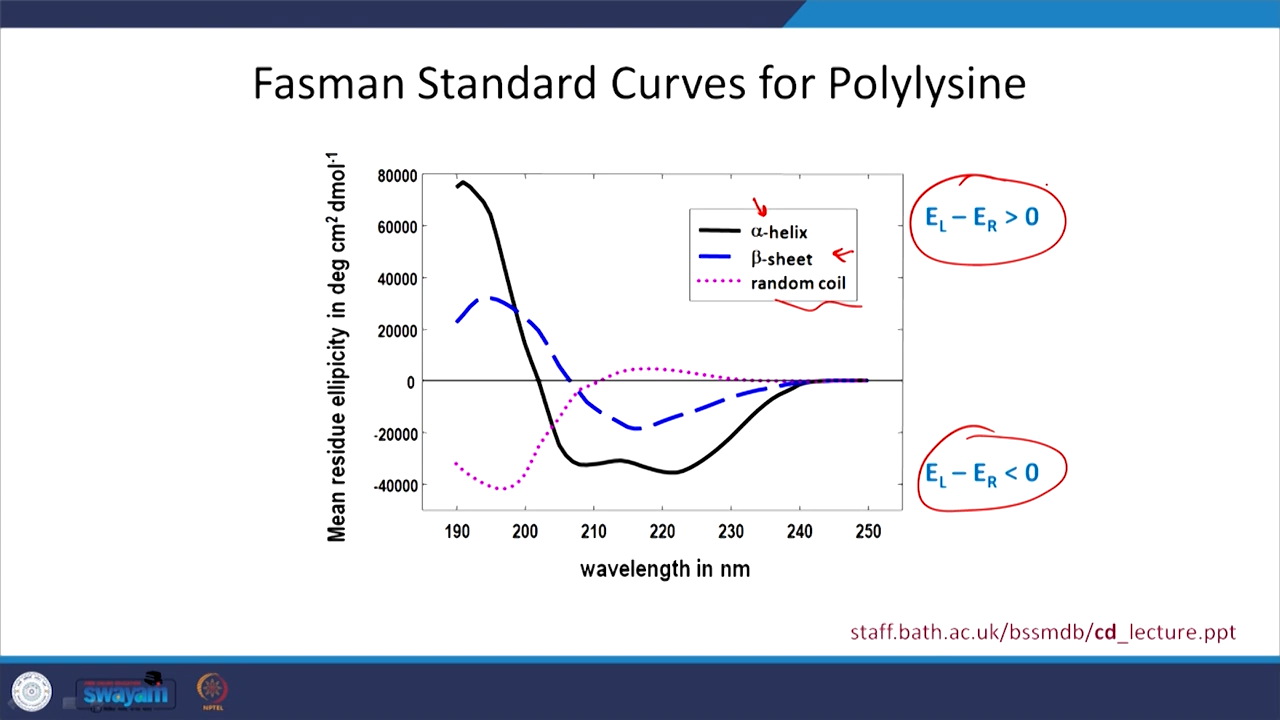 Fasman Standard Curves for Polylysine
Mean residue ellipicity in deg cm² dmol⁻¹
80000
60000
40000
20000
0
-20000
-40000
α-helix
β-sheet
random coil
E_L – E_R > 0
E_L – E_R < 0
190 200 210 220 230 240 250
wavelength in nm
staff.bath.ac.uk/bssmdb/cd_lecture.ppt
swayam
NPTEL